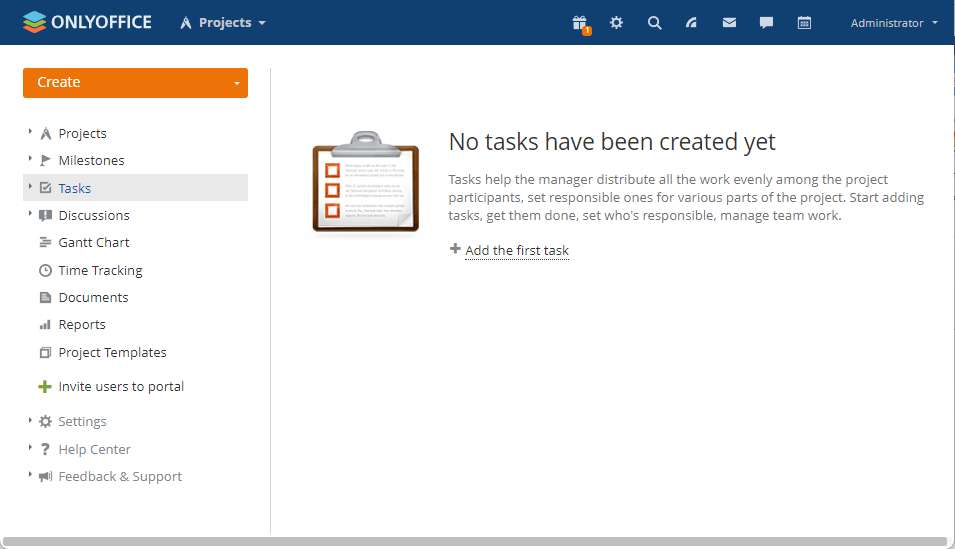 ONLYOFFICE
Projects
1
Administrator
Create
Projects
Milestones
Tasks
Discussions
Gantt Chart
Time Tracking
Documents
Reports
Project Templates
Invite users to portal
Settings
Help Center
Feedback & Support
No tasks have been created yet
Tasks help the manager distribute all the work evenly among the project
participants, set responsible ones for various parts of the project. Start adding
tasks, get them done, set who's responsible, manage team work.
Add the first task